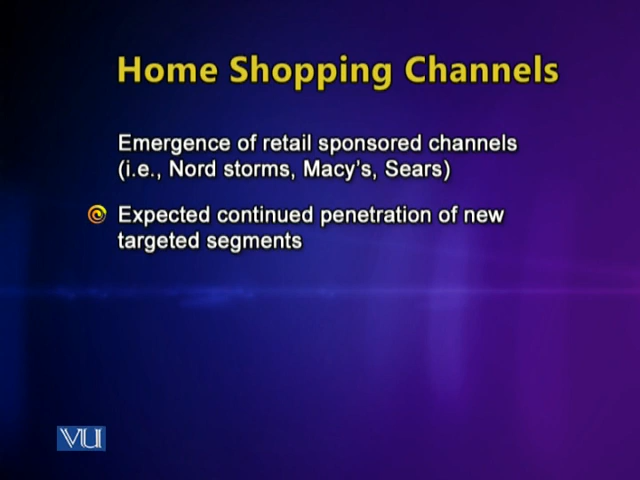 Home Shopping Channels
Emergence of retail sponsored channels
(i.e., Nord storms, Macy's, Sears)
Expected continued penetration of new
targeted segments
VU